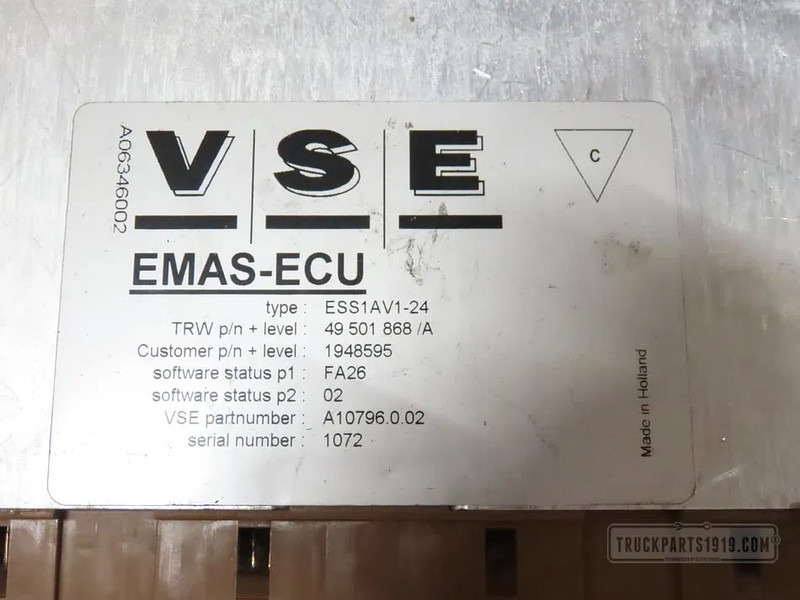 A06346002
VSE
C
EMAS-ECU
type : ESS1AV1-24
TRW p/n + level : 49 501 868 /A
Customer p/n + level : 1948595
software status p1 : FA26
software status p2 : 02
VSE partnumber : A10796.0.02
serial number : 1072
Made in Holland
TRUCKPARTS1919.COM